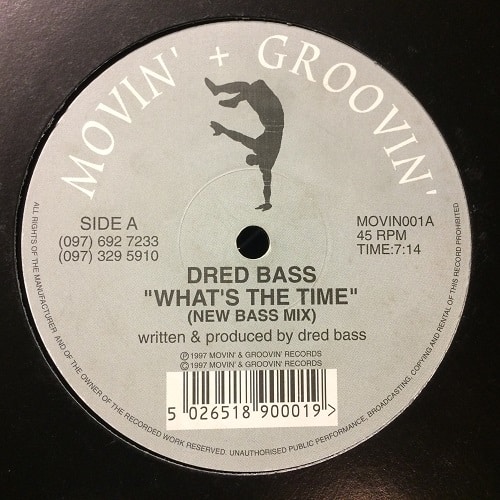 MOVIN' + GROOVIN'
SIDE A
(097) 692 7233
(097) 329 5910
MOVIN001A
45 RPM
TIME:7:14
DRED BASS
"WHAT'S THE TIME"
(NEW BASS MIX)
written & produced by dred bass
℗1997 MOVIN' & GROOVIN' RECORDS
©1997 MOVIN' & GROOVIN' RECORDS
5 026518 900019 >
ALL RIGHTS OF THE MANUFACTURER AND OF THE OWNER OF THE RECORDED WORK RESERVED. UNAUTHORISED PUBLIC PERFORMANCE, BROADCASTING, COPYING AND RENTAL OF THIS RECORD PROHIBITED